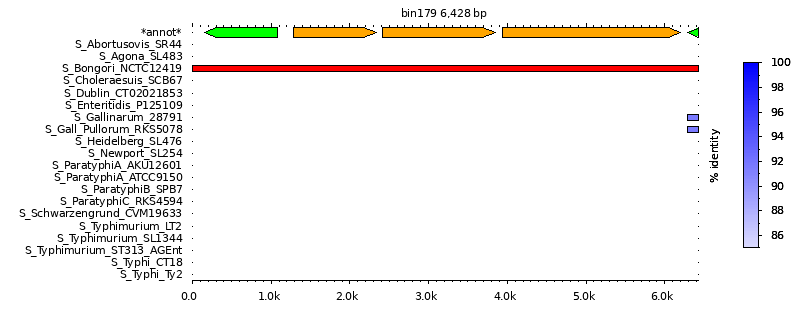 bin179 6,428 bp
*annot*
S_Abortusovis_SR44
S_Agona_SL483
S_Bongori_NCTC12419
S_Choleraesuis_SCB67
S_Dublin_CT02021853
S_Enteritidis_P125109
S_Gallinarum_28791
S_Gall_Pullorum_RKS5078
S_Heidelberg_SL476
S_Newport_SL254
S_ParatyphiA_AKU12601
S_ParatyphiA_ATCC9150
S_ParatyphiB_SPB7
S_ParatyphiC_RKS4594
S_Schwarzengrund_CVM19633
S_Typhimurium_LT2
S_Typhimurium_SL1344
S_Typhimurium_ST313_AGEnt
S_Typhi_CT18
S_Typhi_Ty2
0.0 1.0k 2.0k 3.0k 4.0k 5.0k 6.0k
% identity
100
98
96
94
92
90
88
86